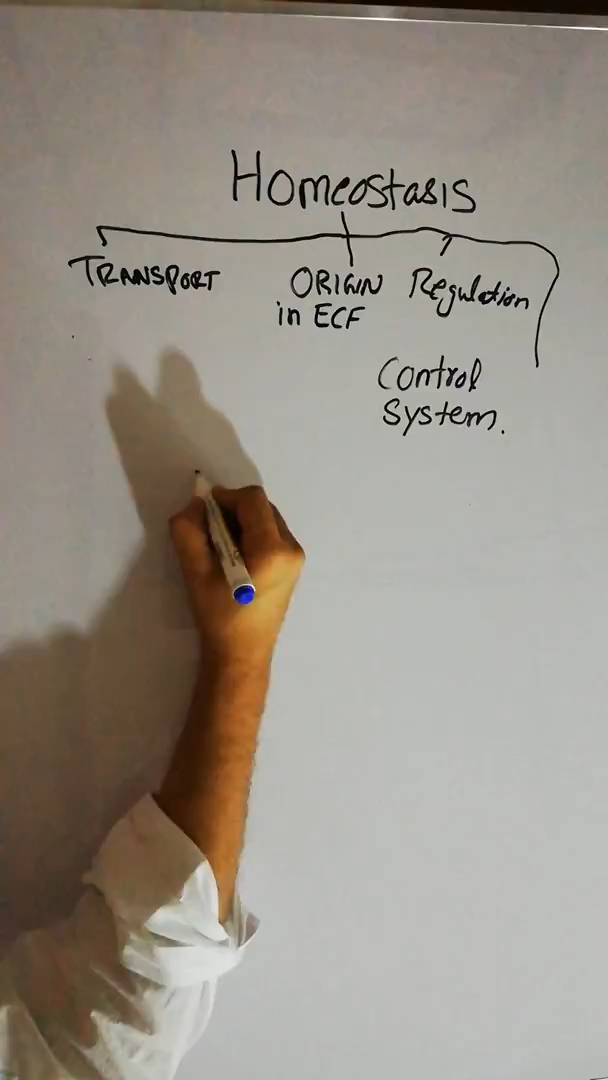 Homeostasis
TRANSPORT
ORIGIN
in ECF
Regulation
Control
System.